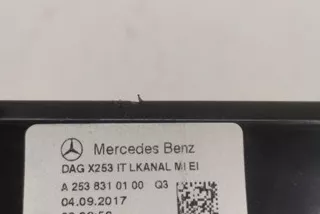 Mercedes Benz
DAG X253 IT LKANAL MI EI
A 253 831 01 00 Q3
04.09.2017